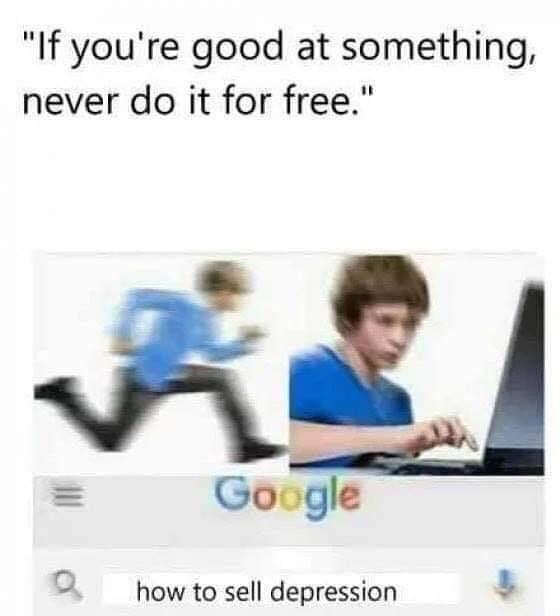 "If you're good at something,
never do it for free."
Google
how to sell depression